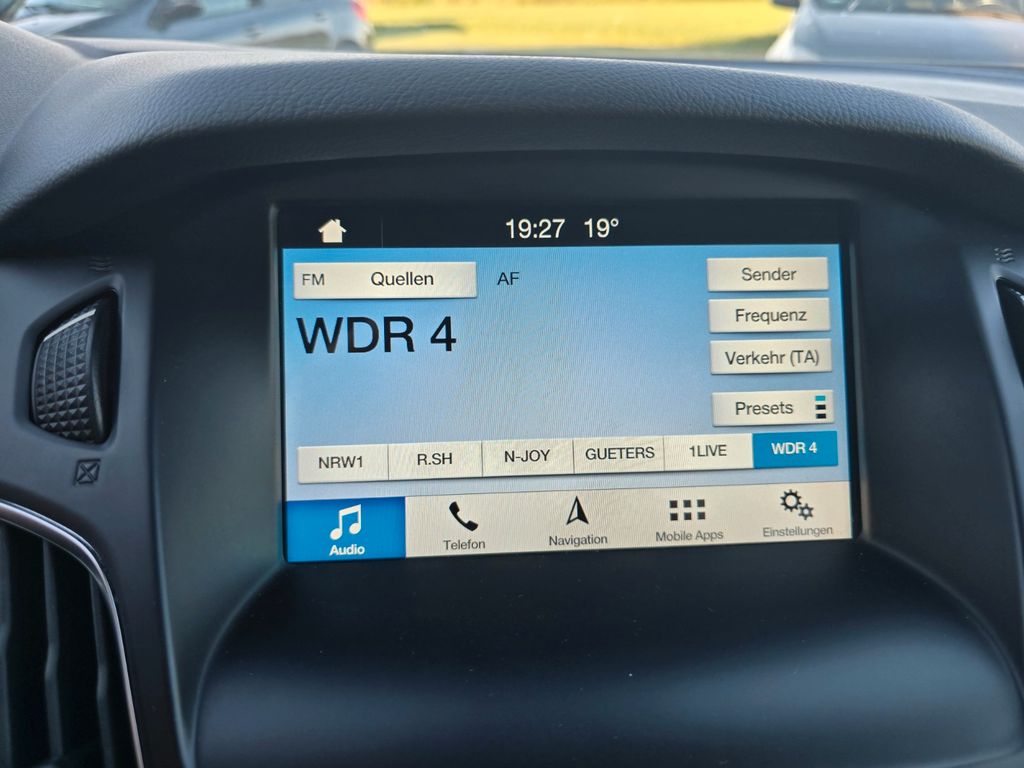 19:27 19°
FM Quellen AF Sender
WDR 4
Frequenz
Verkehr (TA)
Presets
NRW1 R.SH N-JOY GUETERS 1LIVE WDR 4
Audio Telefon Navigation Mobile Apps Einstellungen